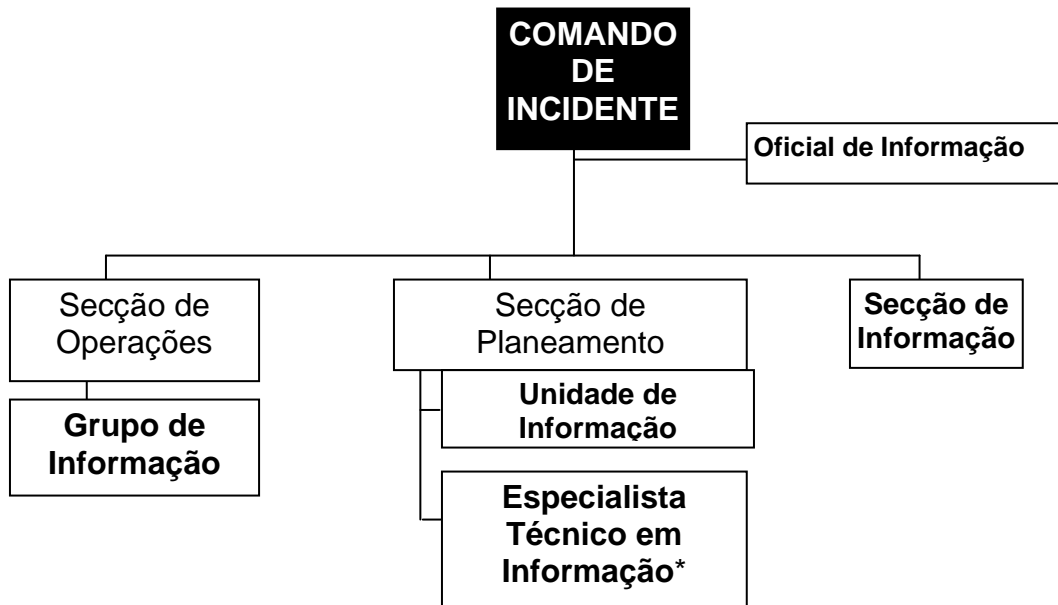 COMANDO
DE
INCIDENTE
Oficial de Informação
Secção de
Operações
Secção de
Planeamento
Secção de
Informação
Grupo de
Informação
Unidade de
Informação
Especialista
Técnico em
Informação*